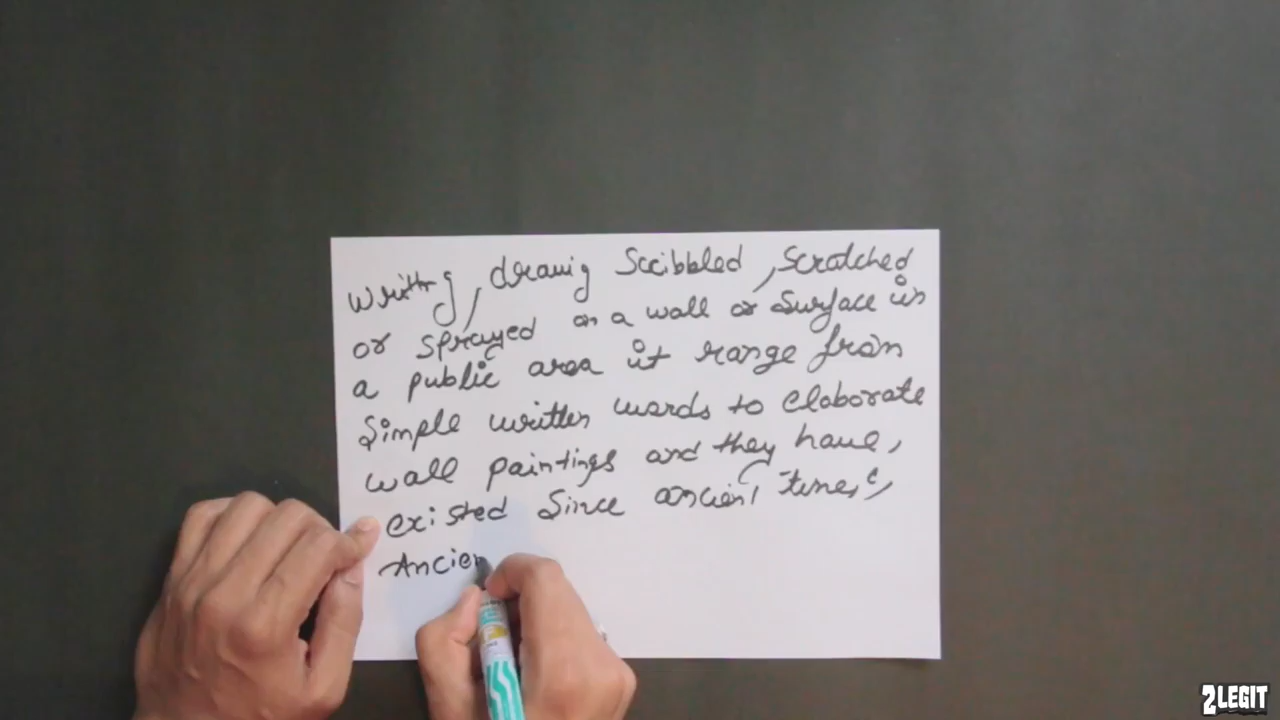 writing, drawing Scribbled, Scratched
or sprayed on a wall or Surface in
a public area it range from
Simple written words to elaborate
wall paintings and they have,
existed Since ancient times,
Ancien
2LEGIT